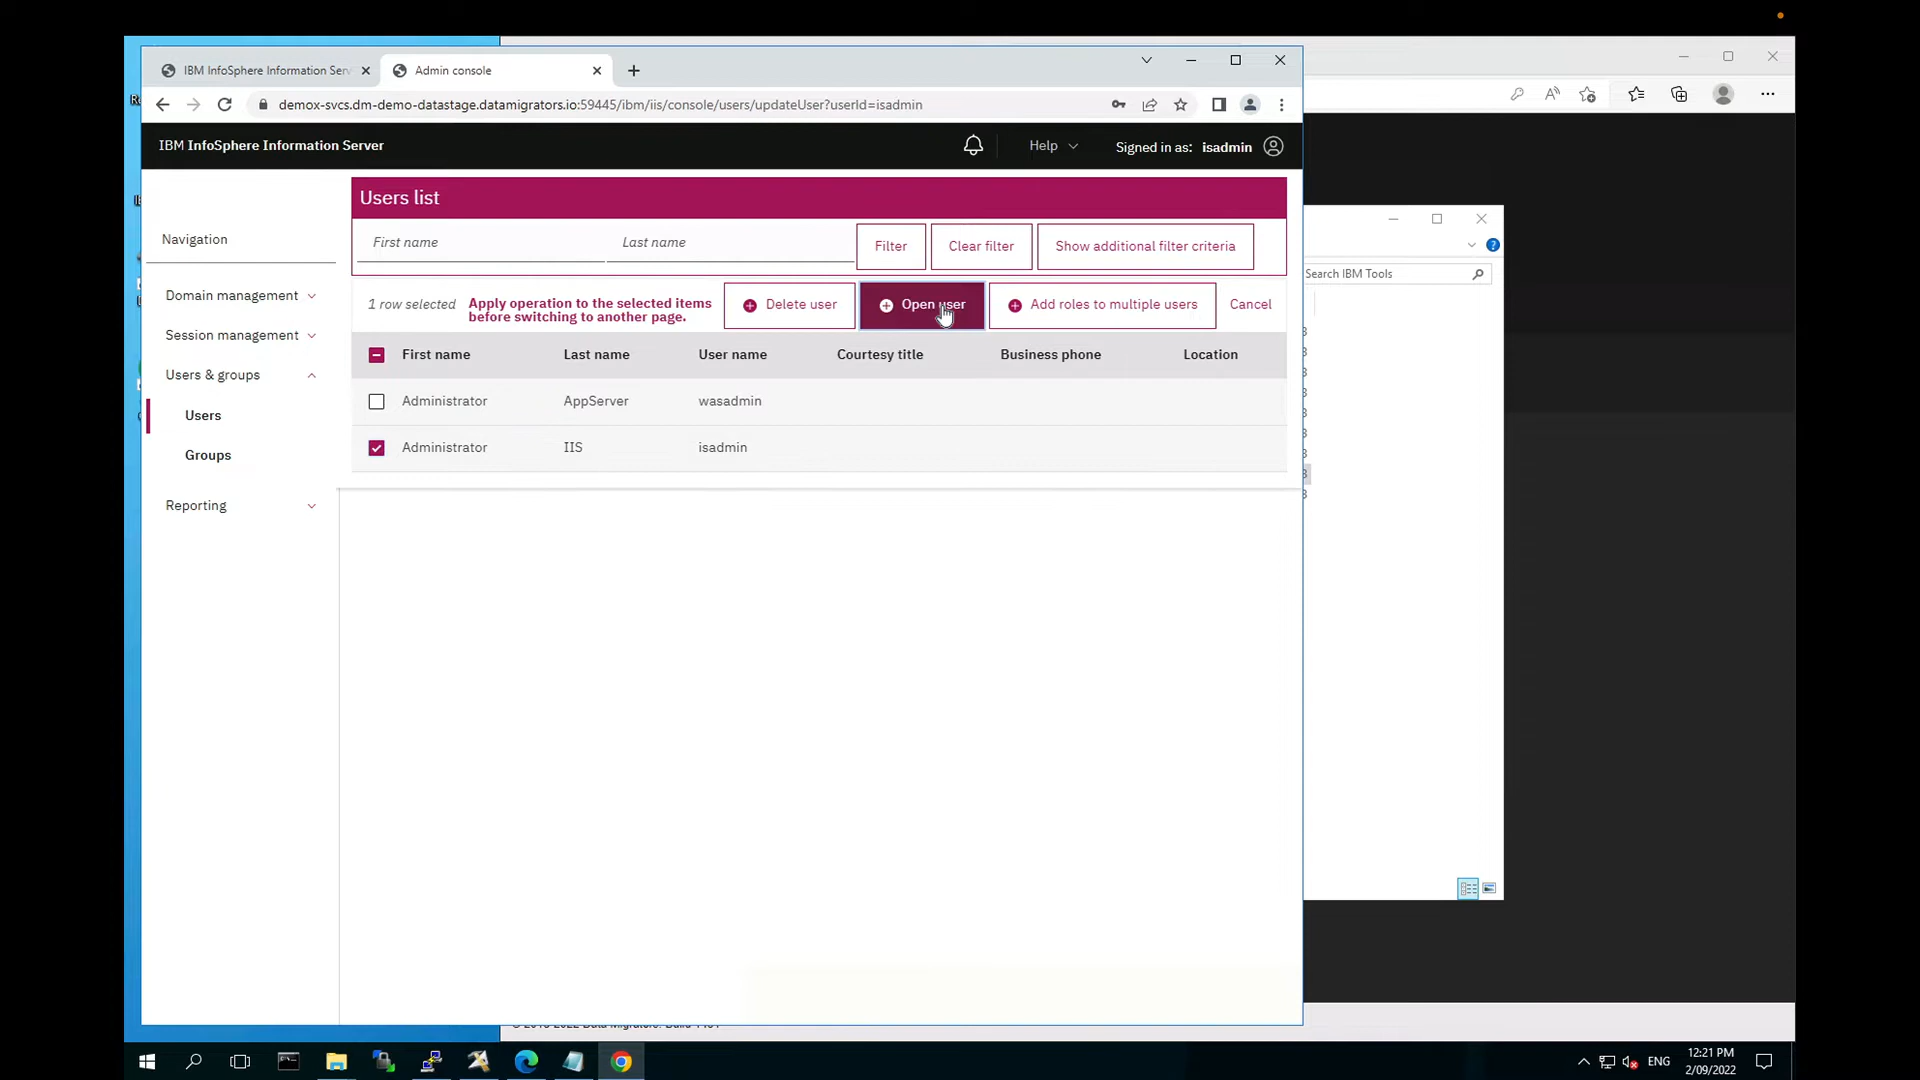 IBM InfoSphere Information Serv
Admin console
demox-svcs.dm-demo-datastage.datamigrators.io:59445/ibm/iis/console/users/updateUser?userId=isadmin
IBM InfoSphere Information Server
Help
Signed in as: isadmin
Users list
Navigation
First name
Last name
Filter
Clear filter
Show additional filter criteria
Search IBM Tools
Domain management
1 row selected
Apply operation to the selected items
before switching to another page.
Delete user
Open user
Add roles to multiple users
Cancel
Session management
First name
Last name
User name
Courtesy title
Business phone
Location
Users & groups
Administrator
AppServer
wasadmin
Users
Administrator
IIS
isadmin
Groups
Reporting
ENG
12:21 PM
2/09/2022